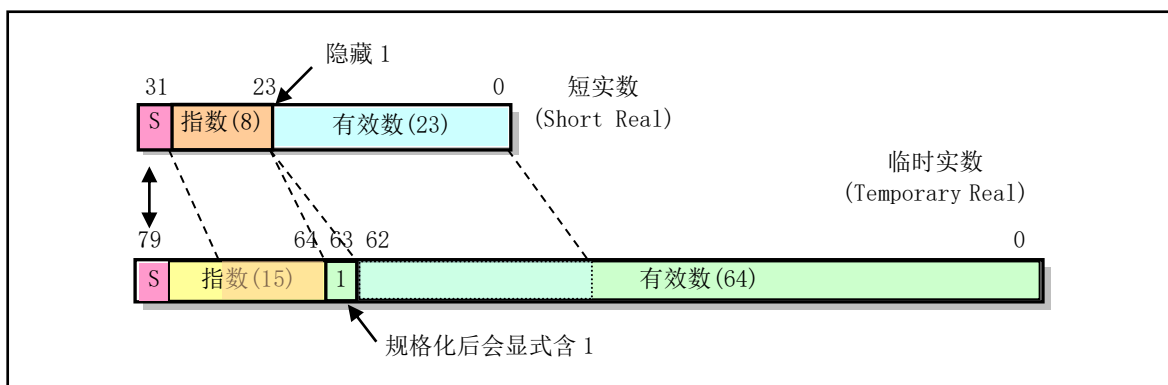 隐藏 1
31 23 0
短实数
(Short Real)
S 指数(8) 有效数(23)
临时实数
(Temporary Real)
79 64 63 62 0
S 指数(15) 1 有效数(64)
规格化后会显式含 1